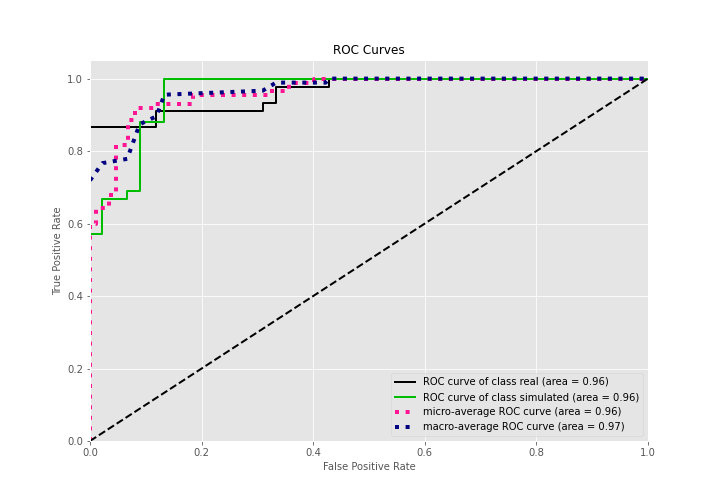 ROC Curves
True Positive Rate
1.0
0.8
0.6
0.4
0.2
0.0
0.0 0.2 0.4 0.6 0.8 1.0
False Positive Rate
ROC curve of class real (area = 0.96)
ROC curve of class simulated (area = 0.96)
micro-average ROC curve (area = 0.96)
macro-average ROC curve (area = 0.97)